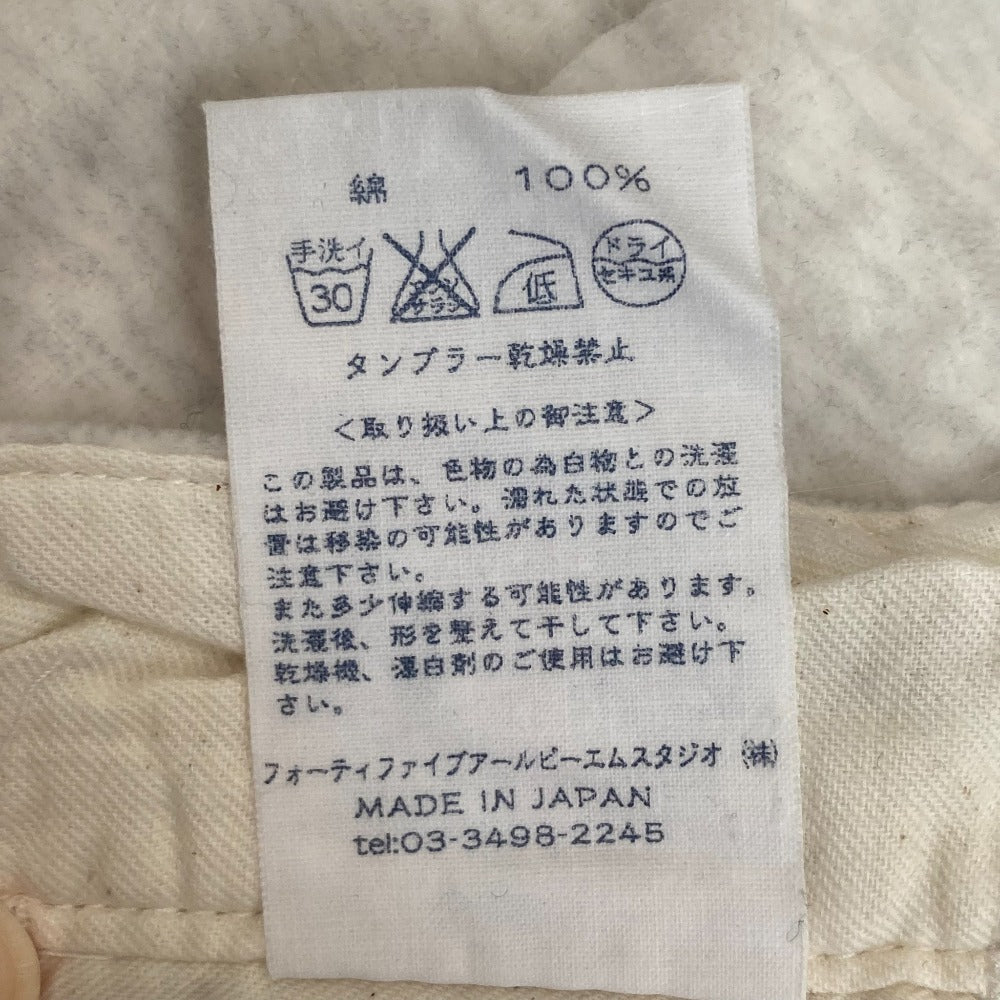 綿 100%
手洗イ 30 エンソサラシ 低 ドライ セキユ系
タンブラー乾燥禁止
＜取り扱い上の御注意＞
この製品は、色物の為白物との洗濯
はお避け下さい。濡れた状態での放
置は移染の可能性がありますのでご
注意下さい。
また多少伸縮する可能性があります。
洗濯後、形を整えて干して下さい。
乾燥機、漂白剤のご使用はお避け下
さい。
フォーティファイブアールピーエムスタジオ ㈱
MADE IN JAPAN
tel:03-3498-2245